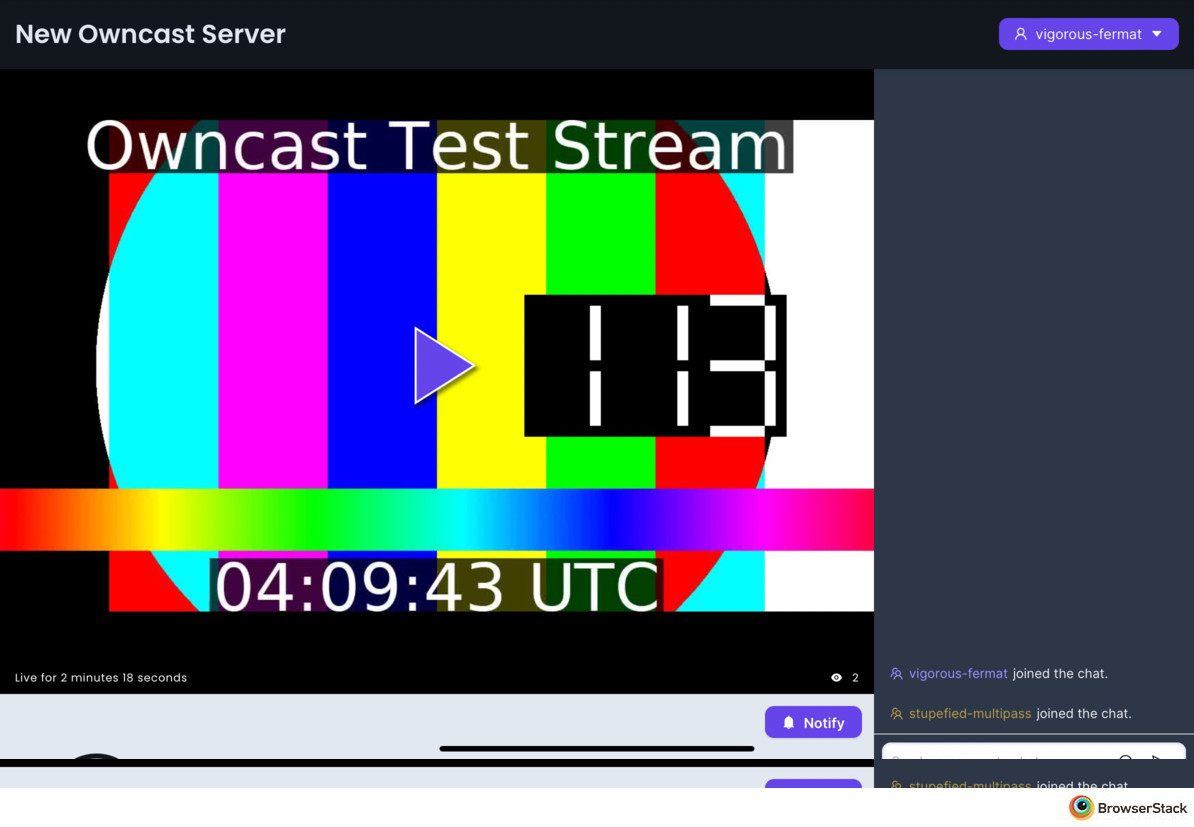 New Owncast Server
vigorous-fermat
Owncast Test Stream
113
04:09:43 UTC
Live for 2 minutes 18 seconds
2
Notify
vigorous-fermat joined the chat.
stupefied-multipass joined the chat.
stupefied-multipass joined the chat.
BrowserStack